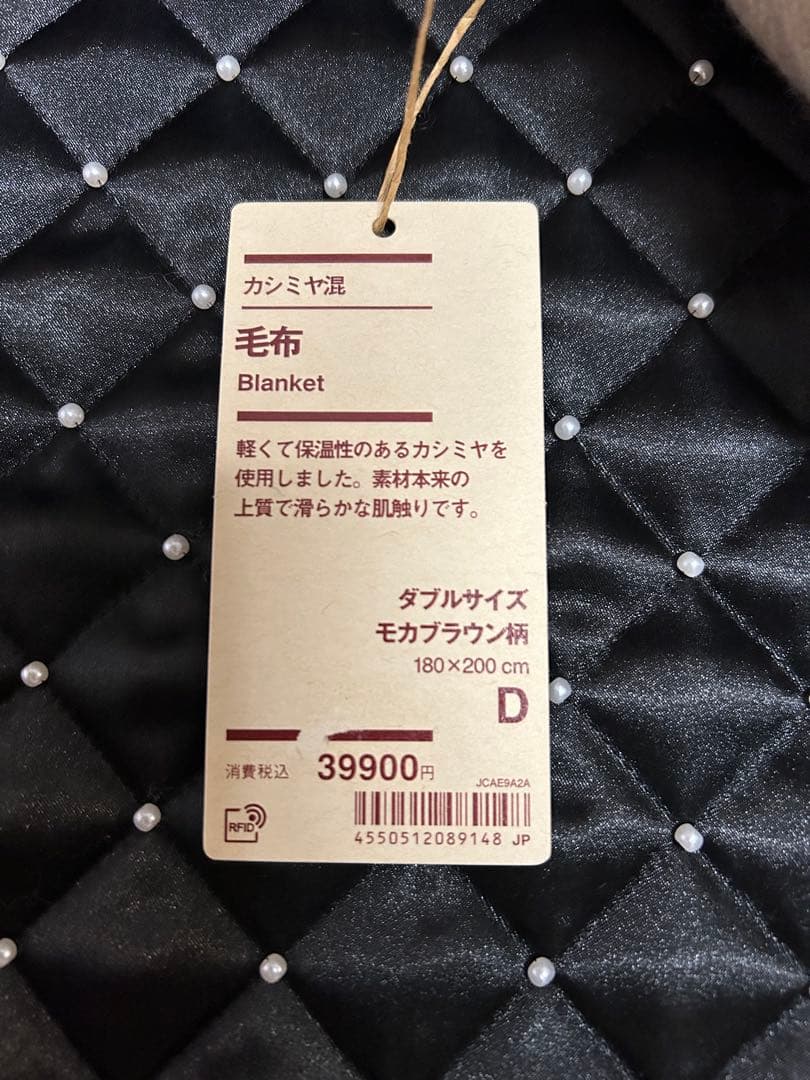 カシミヤ混
毛布
Blanket
軽くて保温性のあるカシミヤを
使用しました。素材本来の
上質で滑らかな肌触りです。
ダブルサイズ
モカブラウン柄
180×200 cm
D
消費税込 39900円
JCAE9A2A
RFID
4550512089148 JP